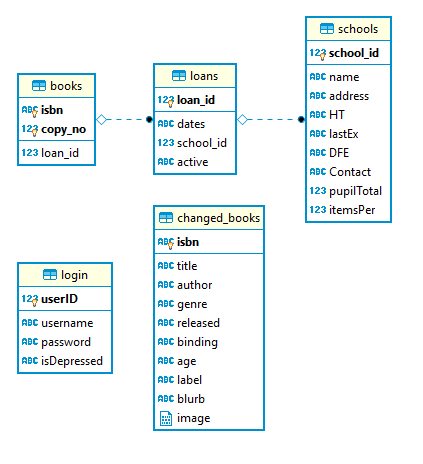 books
ABC isbn
123 copy_no
123 loan_id
loans
123 loan_id
ABC dates
123 school_id
ABC active
schools
123 school_id
ABC name
ABC address
ABC HT
ABC lastEx
ABC DFE
ABC Contact
123 pupilTotal
123 itemsPer
changed_books
ABC isbn
ABC title
ABC author
ABC genre
ABC released
ABC binding
ABC age
ABC label
ABC blurb
image
login
123 userID
ABC username
ABC password
ABC isDepressed